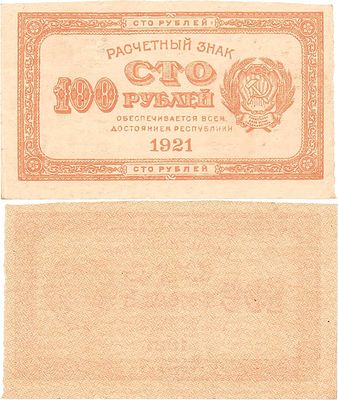 СТО РУБЛЕЙ
РАСЧЕТНЫЙ ЗНАК
100 СТО
РУБЛЕЙ
ОБЕСПЕЧИВАЕТСЯ ВСЕМ
ДОСТОЯНИЕМ РЕСПУБЛИКИ
1921
СТО РУБЛЕЙ